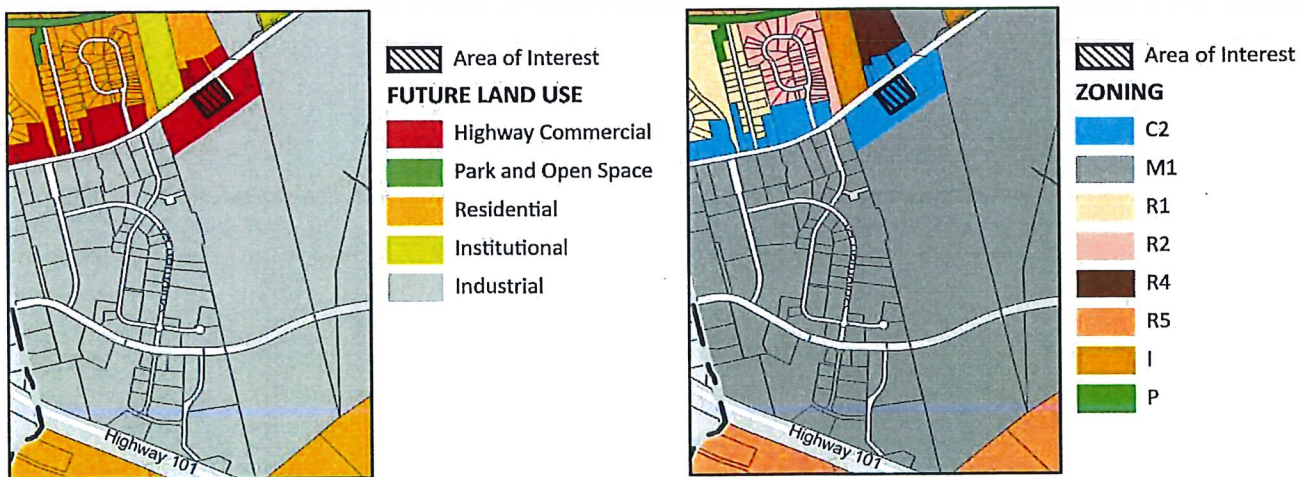 Area of Interest
FUTURE LAND USE
Highway Commercial
Park and Open Space
Residential
Institutional
Industrial
Highway 101
Area of Interest
ZONING
C2
M1
R1
R2
R4
R5
I
P
Highway 101